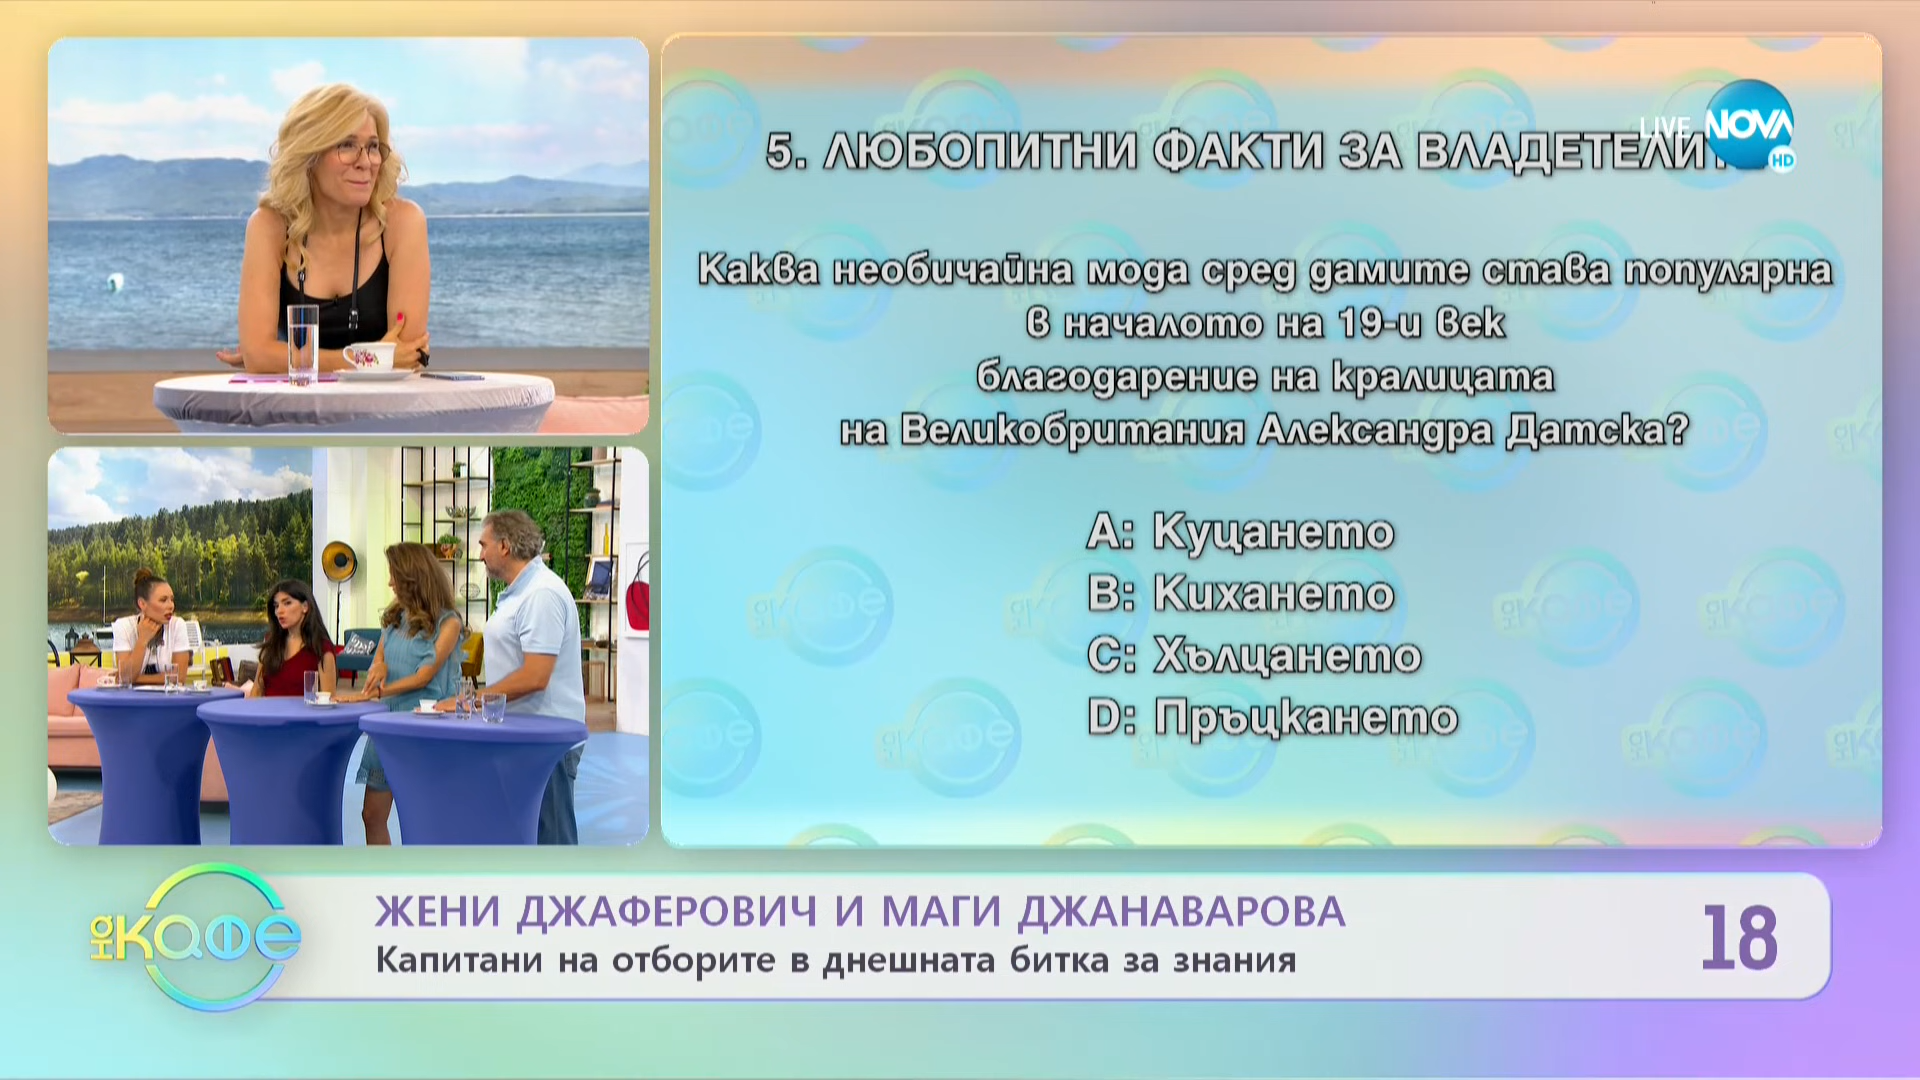 LIVE NOVA HD
5. ЛЮБОПИТНИ ФАКТИ ЗА
Каква необичайна мода сред дамите става популярна
в началото на 19-и век
благодарение на кралицата
на Великобритания Александра Датска?
A: Куцането
B: Кихането
C: Хълцането
D: Пръцкането
на кафе
ЖЕНИ ДЖАФЕРОВИЧ И МАГИ ДЖАНАВАРОВА
Капитани на отборите в днешната битка за знания
18